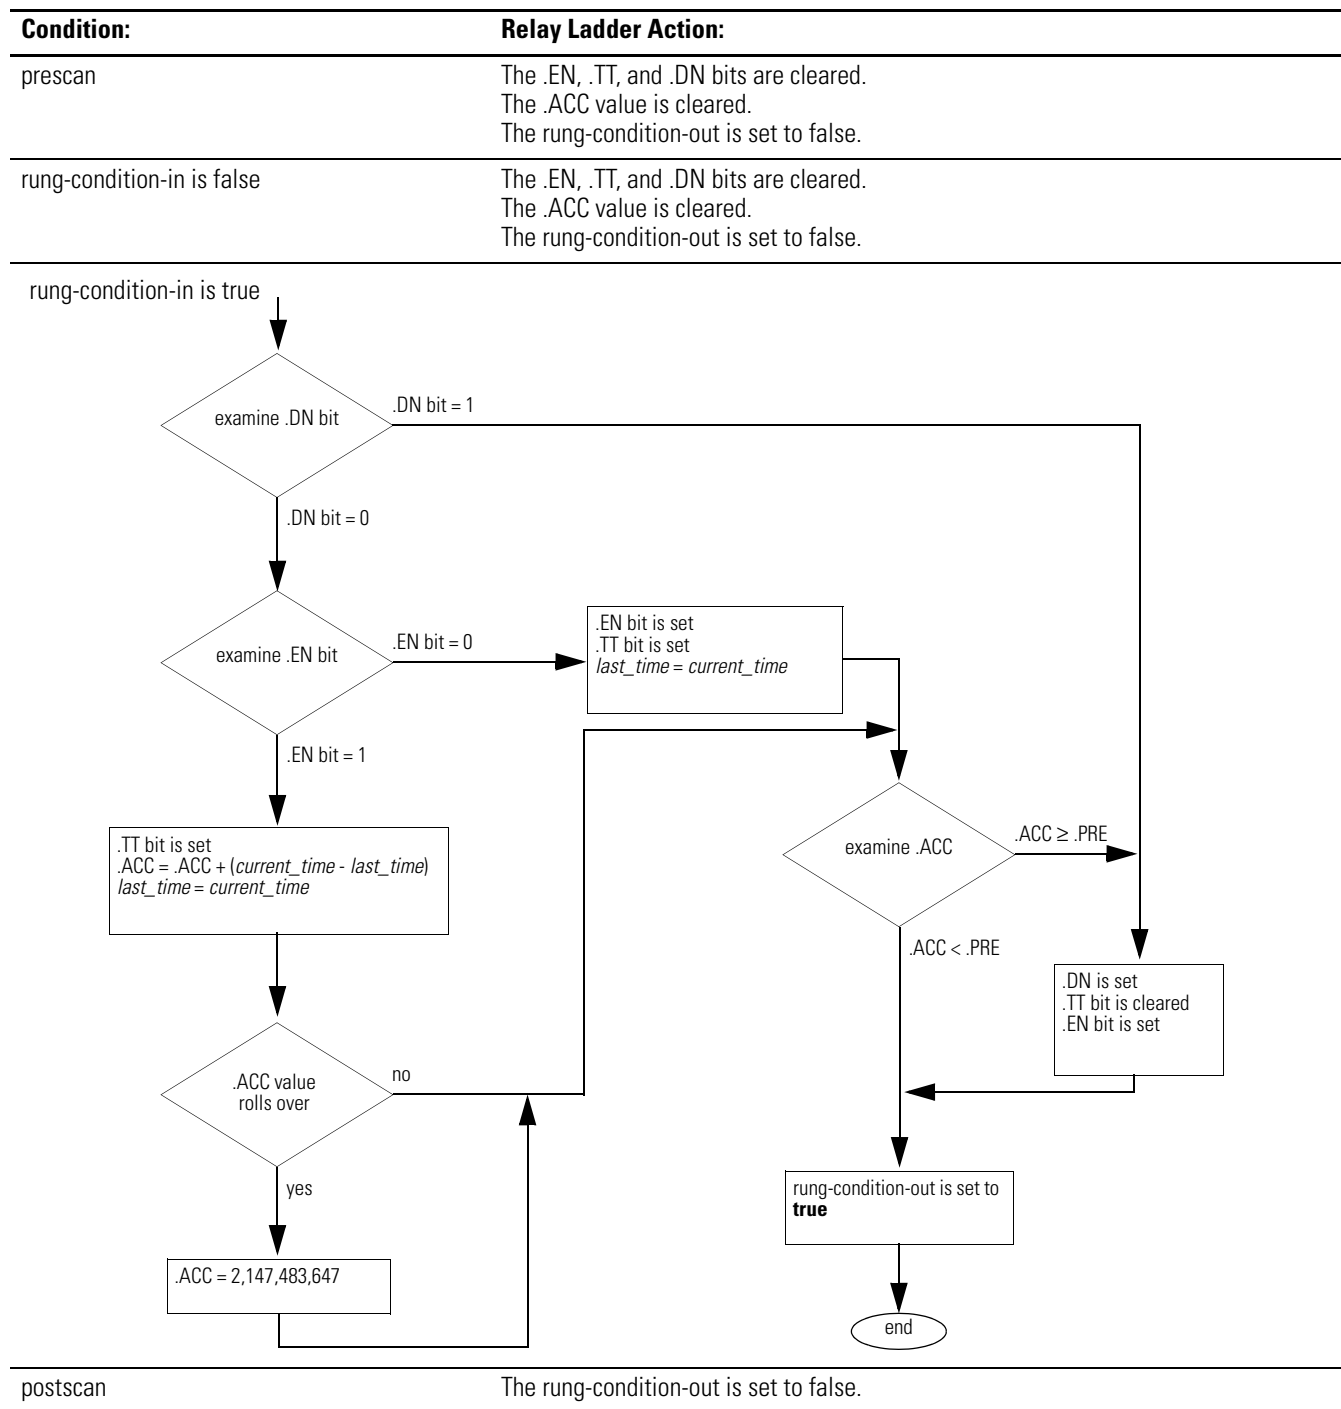 Condition:
Relay Ladder Action:
prescan
The .EN, .TT, and .DN bits are cleared.
The .ACC value is cleared.
The rung-condition-out is set to false.
rung-condition-in is false
The .EN, .TT, and .DN bits are cleared.
The .ACC value is cleared.
The rung-condition-out is set to false.
rung-condition-in is true
examine .DN bit
.DN bit = 1
.DN bit = 0
examine .EN bit
.EN bit = 0
.EN bit is set
.TT bit is set
last_time = current_time
.EN bit = 1
.TT bit is set
.ACC = .ACC + (current_time - last_time)
last_time = current_time
examine .ACC
.ACC ≥ .PRE
.ACC < .PRE
.DN is set
.TT bit is cleared
.EN bit is set
.ACC value
rolls over
no
yes
.ACC = 2,147,483,647
rung-condition-out is set to
true
end
postscan
The rung-condition-out is set to false.